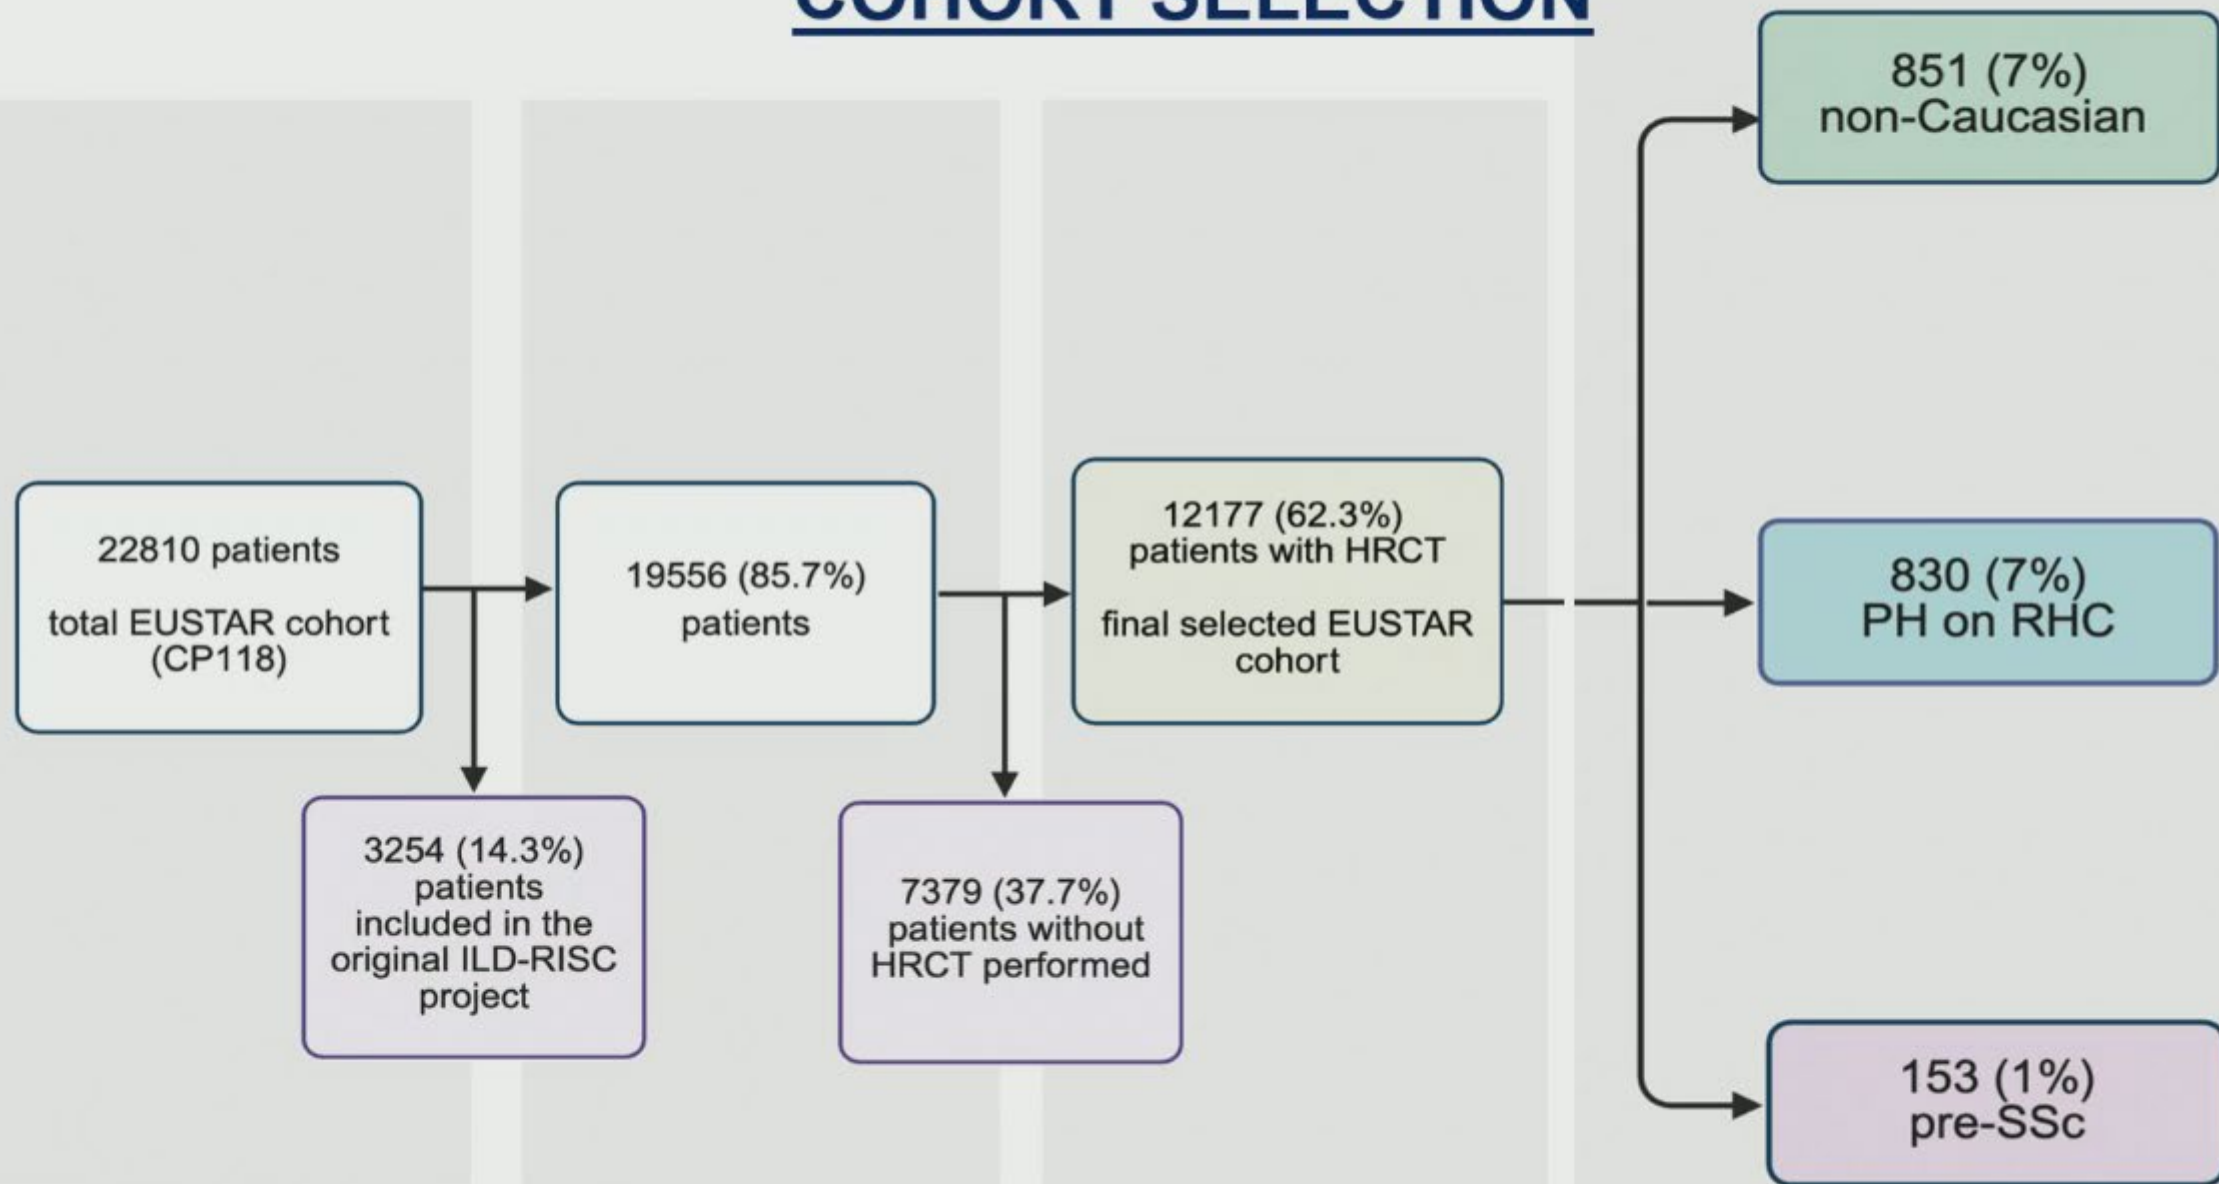 COHORT SELECTION
22810 patients
total EUSTAR cohort
(CP118)
3254 (14.3%)
patients
included in the
original ILD-RISC
project
19556 (85.7%)
patients
7379 (37.7%)
patients without
HRCT performed
12177 (62.3%)
patients with HRCT
final selected EUSTAR
cohort
851 (7%)
non-Caucasian
830 (7%)
PH on RHC
153 (1%)
pre-SSc